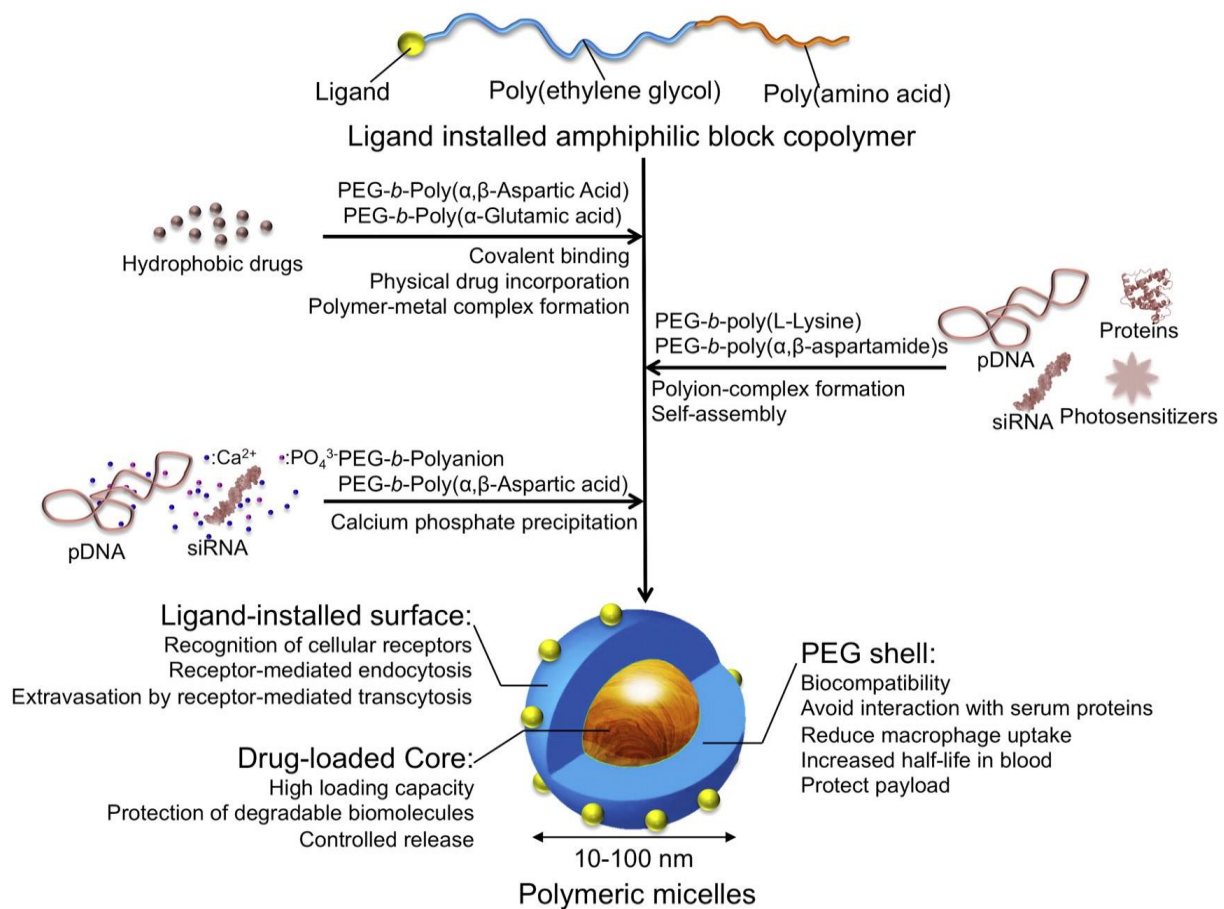 Ligand
Poly(ethylene glycol)
Poly(amino acid)
Ligand installed amphiphilic block copolymer
PEG-b-Poly(α,β-Aspartic Acid)
PEG-b-Poly(α-Glutamic acid)
Hydrophobic drugs
Covalent binding
Physical drug incorporation
Polymer-metal complex formation
PEG-b-poly(L-Lysine)
PEG-b-poly(α,β-aspartamide)s
Polyion-complex formation
Self-assembly
pDNA
Proteins
siRNA
Photosensitizers
:Ca²⁺
:PO₄³⁻
PEG-b-Polyanion
PEG-b-Poly(α,β-Aspartic acid)
Calcium phosphate precipitation
pDNA
siRNA
Ligand-installed surface:
Recognition of cellular receptors
Receptor-mediated endocytosis
Extravasation by receptor-mediated transcytosis
Drug-loaded Core:
High loading capacity
Protection of degradable biomolecules
Controlled release
PEG shell:
Biocompatibility
Avoid interaction with serum proteins
Reduce macrophage uptake
Increased half-life in blood
Protect payload
10-100 nm
Polymeric micelles